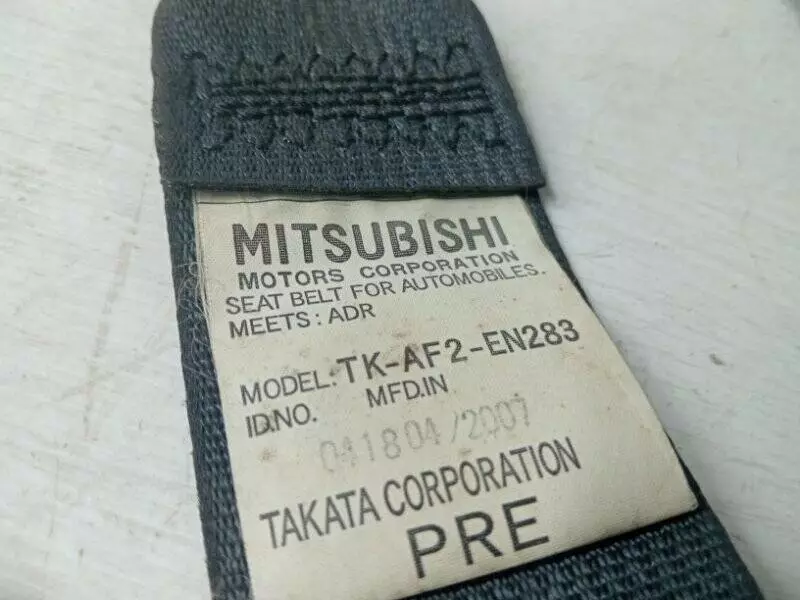 MITSUBISHI
MOTORS CORPORATION
SEAT BELT FOR AUTOMOBILES.
MEETS : ADR
MODEL. TK-AF2-EN283
ID.NO. MFD.IN
041804/2007
TAKATA CORPORATION
PRE